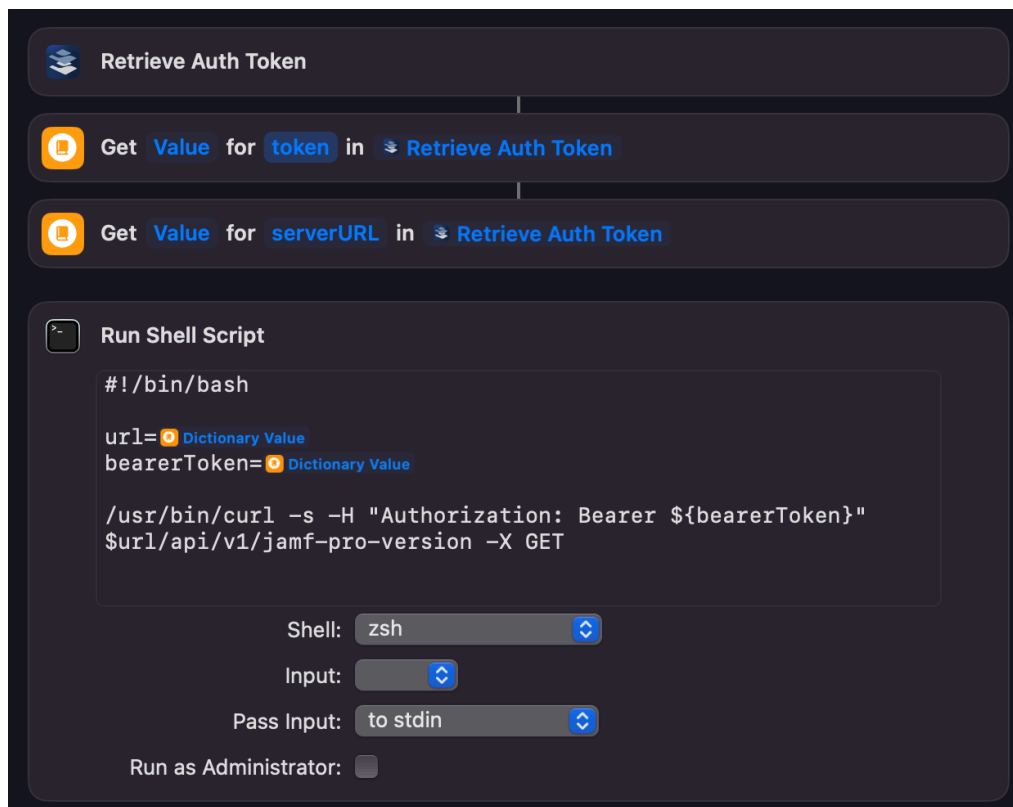 Retrieve Auth Token
Get Value for token in Retrieve Auth Token
Get Value for serverURL in Retrieve Auth Token
>_
Run Shell Script
#!/bin/bash
url= Dictionary Value
bearerToken= Dictionary Value
/usr/bin/curl -s -H "Authorization: Bearer ${bearerToken}"
$url/api/v1/jamf-pro-version -X GET
Shell: zsh
Input:
Pass Input: to stdin
Run as Administrator: